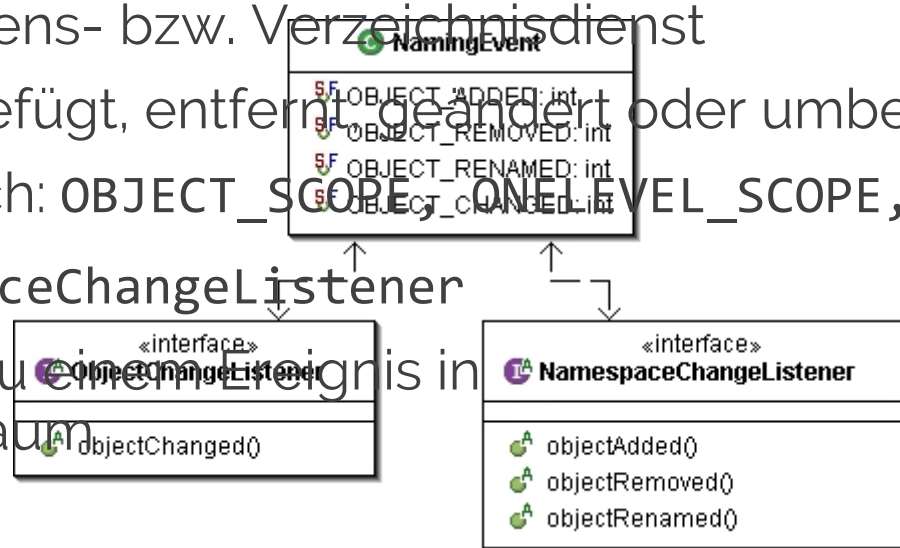 ens- bzw. Verzeichnisdienst
NamingEvent
OBJECT_ADDED: int
efügt, entfernt, geändert oder umbe
OBJECT_REMOVED: int
OBJECT_RENAMED: int
ch: OBJECT_SCOPE, ONELEVEL_SCOPE,
OBJECT_CHANGED: int
ceChangeListener
«interface»
ObjectChangeListener
u einem Ereignis in
aum
objectChanged()
«interface»
NamespaceChangeListener
objectAdded()
objectRemoved()
objectRenamed()